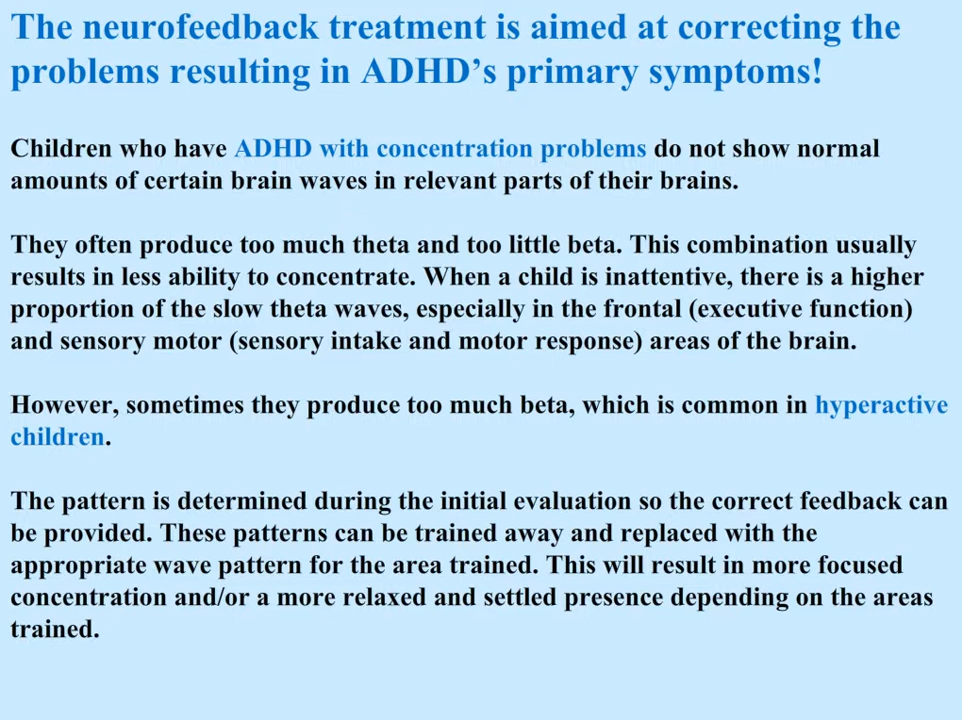 The neurofeedback treatment is aimed at correcting the
problems resulting in ADHD’s primary symptoms!
Children who have ADHD with concentration problems do not show normal
amounts of certain brain waves in relevant parts of their brains.
They often produce too much theta and too little beta. This combination usually
results in less ability to concentrate. When a child is inattentive, there is a higher
proportion of the slow theta waves, especially in the frontal (executive function)
and sensory motor (sensory intake and motor response) areas of the brain.
However, sometimes they produce too much beta, which is common in hyperactive
children.
The pattern is determined during the initial evaluation so the correct feedback can
be provided. These patterns can be trained away and replaced with the
appropriate wave pattern for the area trained. This will result in more focused
concentration and/or a more relaxed and settled presence depending on the areas
trained.